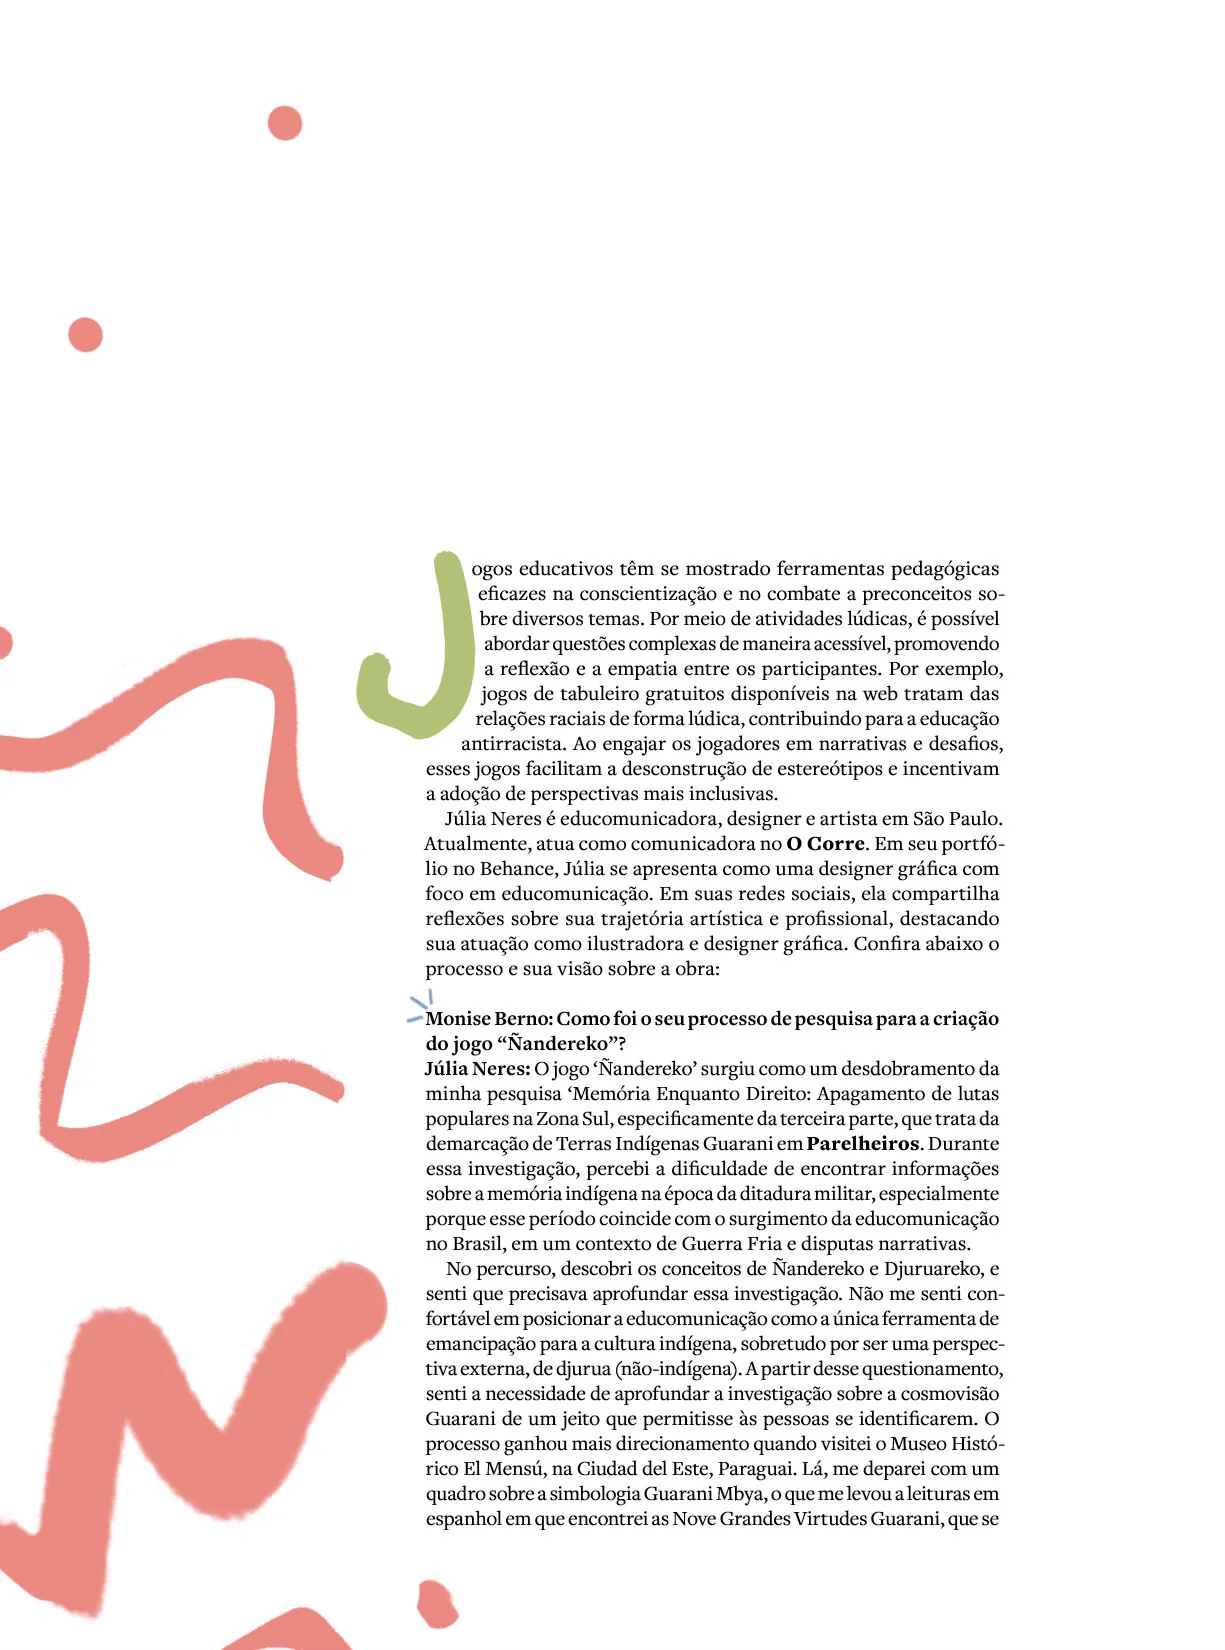 Jogos educativos têm se mostrado ferramentas pedagógicas
eficazes na conscientização e no combate a preconceitos so-
bre diversos temas. Por meio de atividades lúdicas, é possível
abordar questões complexas de maneira acessível, promovendo
a reflexão e a empatia entre os participantes. Por exemplo,
jogos de tabuleiro gratuitos disponíveis na web tratam das
relações raciais de forma lúdica, contribuindo para a educação
antirracista. Ao engajar os jogadores em narrativas e desafios,
esses jogos facilitam a desconstrução de estereótipos e incentivam
a adoção de perspectivas mais inclusivas.
Júlia Neres é educomunicadora, designer e artista em São Paulo.
Atualmente, atua como comunicadora no O Corre. Em seu portfó-
lio no Behance, Júlia se apresenta como uma designer gráfica com
foco em educomunicação. Em suas redes sociais, ela compartilha
reflexões sobre sua trajetória artística e profissional, destacando
sua atuação como ilustradora e designer gráfica. Confira abaixo o
processo e sua visão sobre a obra:
Monise Berno: Como foi o seu processo de pesquisa para a criação
do jogo “Ñandereko”?
Júlia Neres: O jogo ‘Ñandereko’ surgiu como um desdobramento da
minha pesquisa ‘Memória Enquanto Direito: Apagamento de lutas
populares na Zona Sul, especificamente da terceira parte, que trata da
demarcação de Terras Indígenas Guarani em Parelheiros. Durante
essa investigação, percebi a dificuldade de encontrar informações
sobre a memória indígena na época da ditadura militar, especialmente
porque esse período coincide com o surgimento da educomunicação
no Brasil, em um contexto de Guerra Fria e disputas narrativas.
No percurso, descobri os conceitos de Ñandereko e Djuruareko, e
senti que precisava aprofundar essa investigação. Não me senti con-
fortável em posicionar a educomunicação como a única ferramenta de
emancipação para a cultura indígena, sobretudo por ser uma perspec-
tiva externa, de djurua (não-indígena). A partir desse questionamento,
senti a necessidade de aprofundar a investigação sobre a cosmovisão
Guarani de um jeito que permitisse às pessoas se identificarem. O
processo ganhou mais direcionamento quando visitei o Museo Histó-
rico El Mensú, na Ciudad del Este, Paraguai. Lá, me deparei com um
quadro sobre a simbologia Guarani Mbya, o que me levou a leituras em
espanhol em que encontrei as Nove Grandes Virtudes Guarani, que se